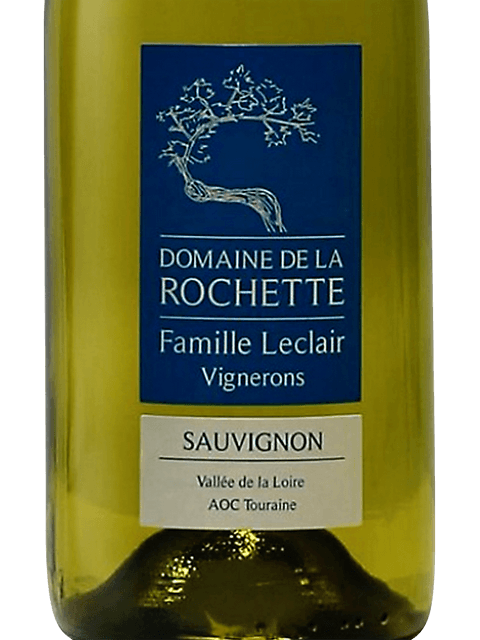 DOMAINE DE LA
ROCHETTE
Famille Leclair
Vignerons
SAUVIGNON
Vallée de la Loire
AOC Touraine